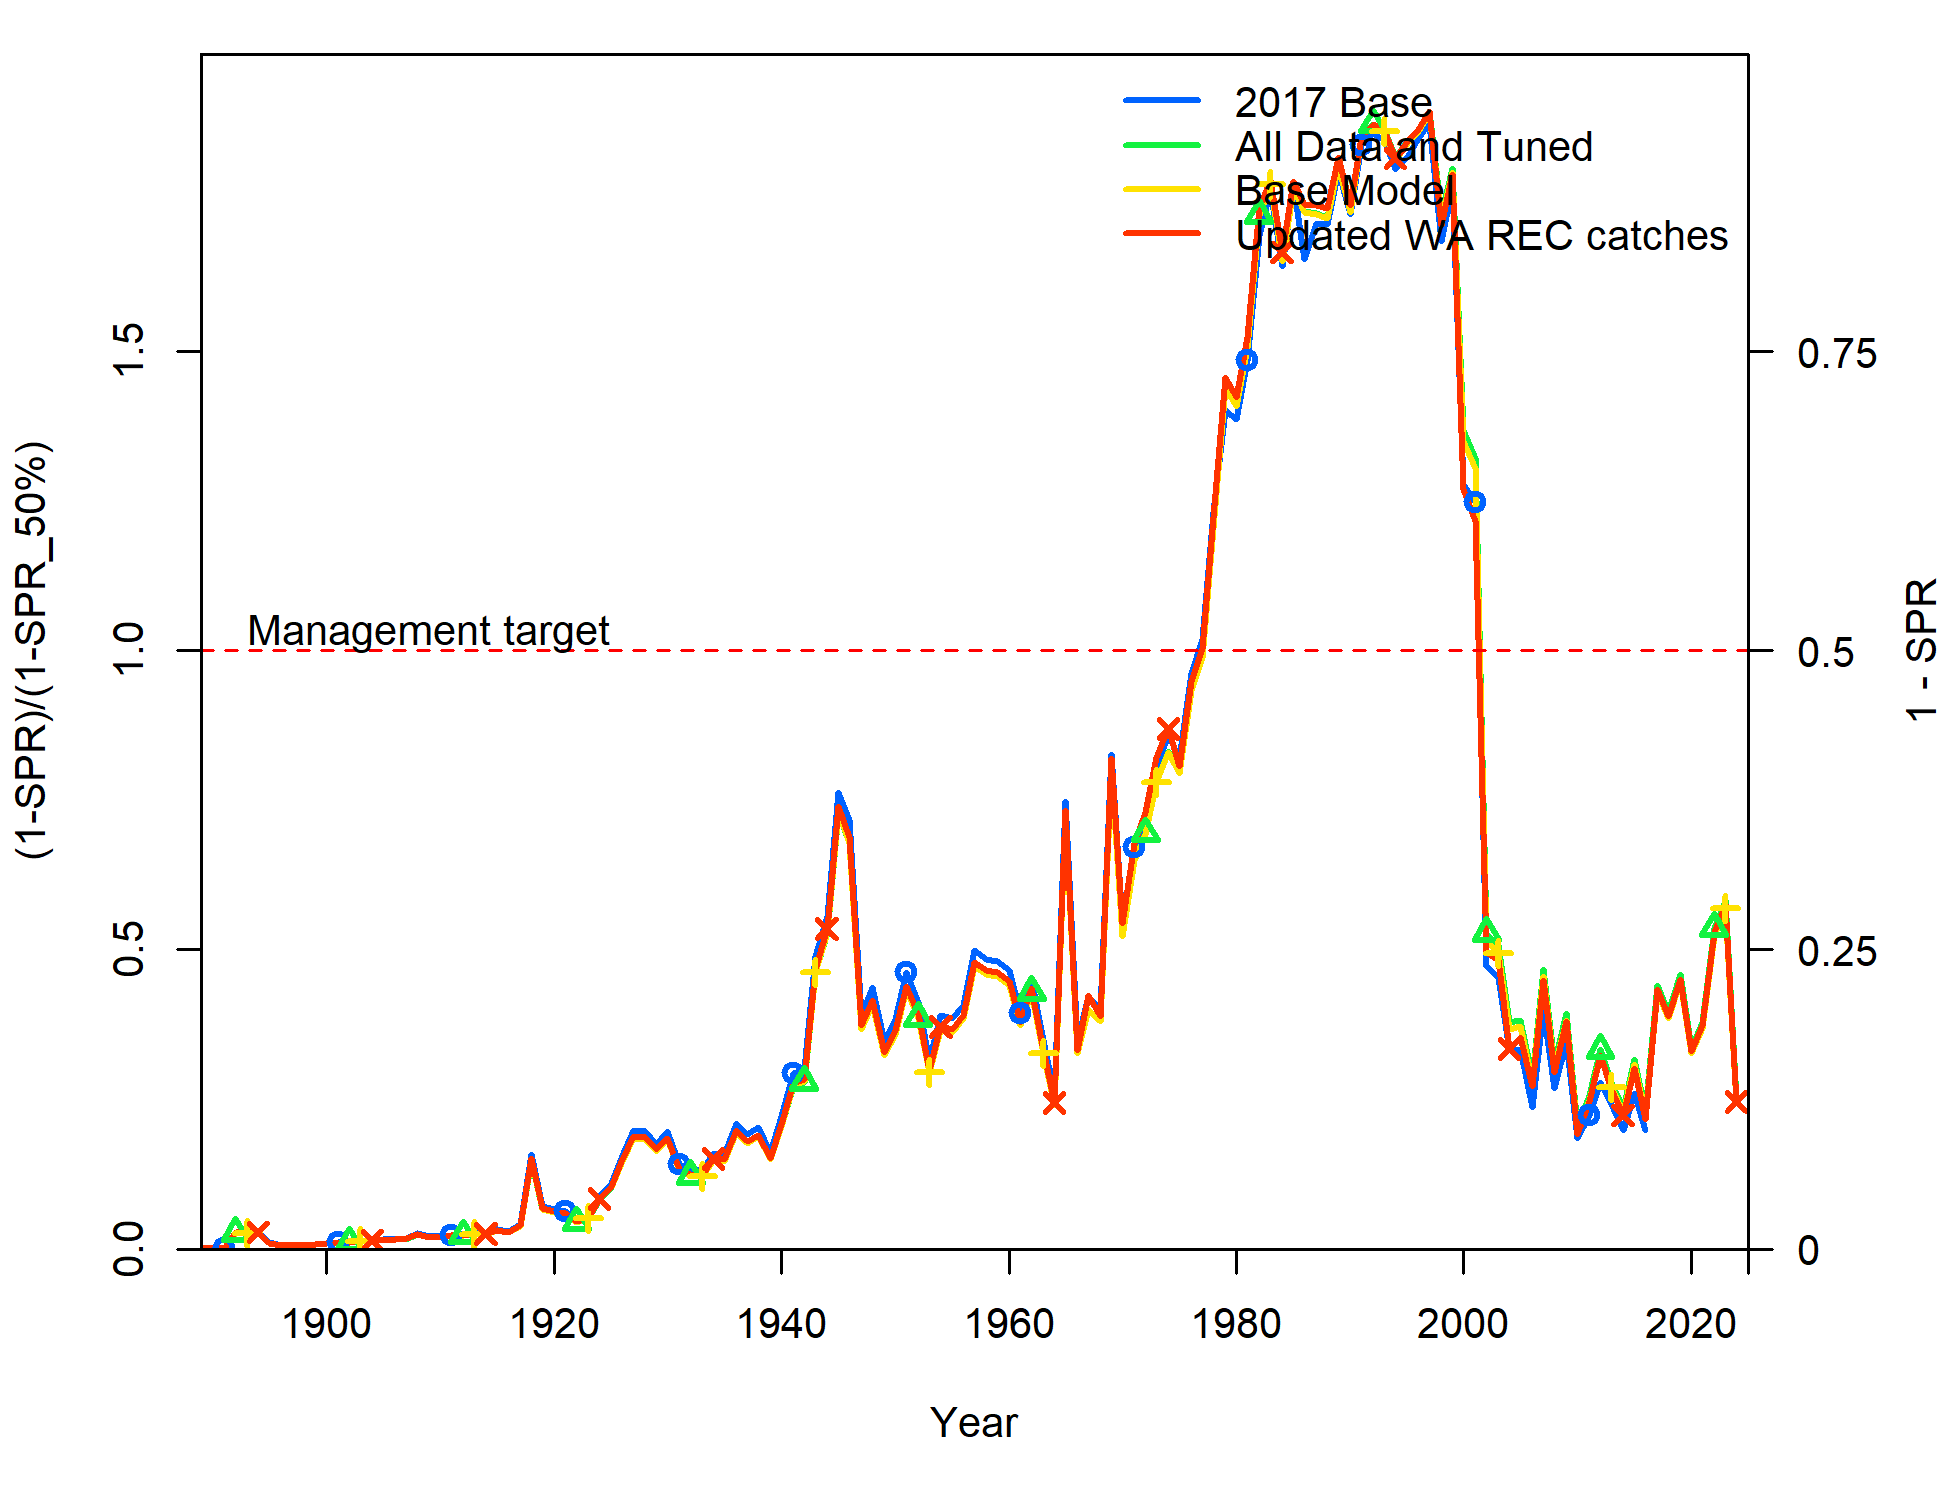 2017 Base
All Data and Tuned
Base Model
Updated WA REC catches
Management target
(1-SPR)/(1-SPR_50%)
0.0
0.5
1.0
1.5
1 - SPR
0.75
0.5
0.25
0
1900
1920
1940
1960
1980
2000
2020
Year